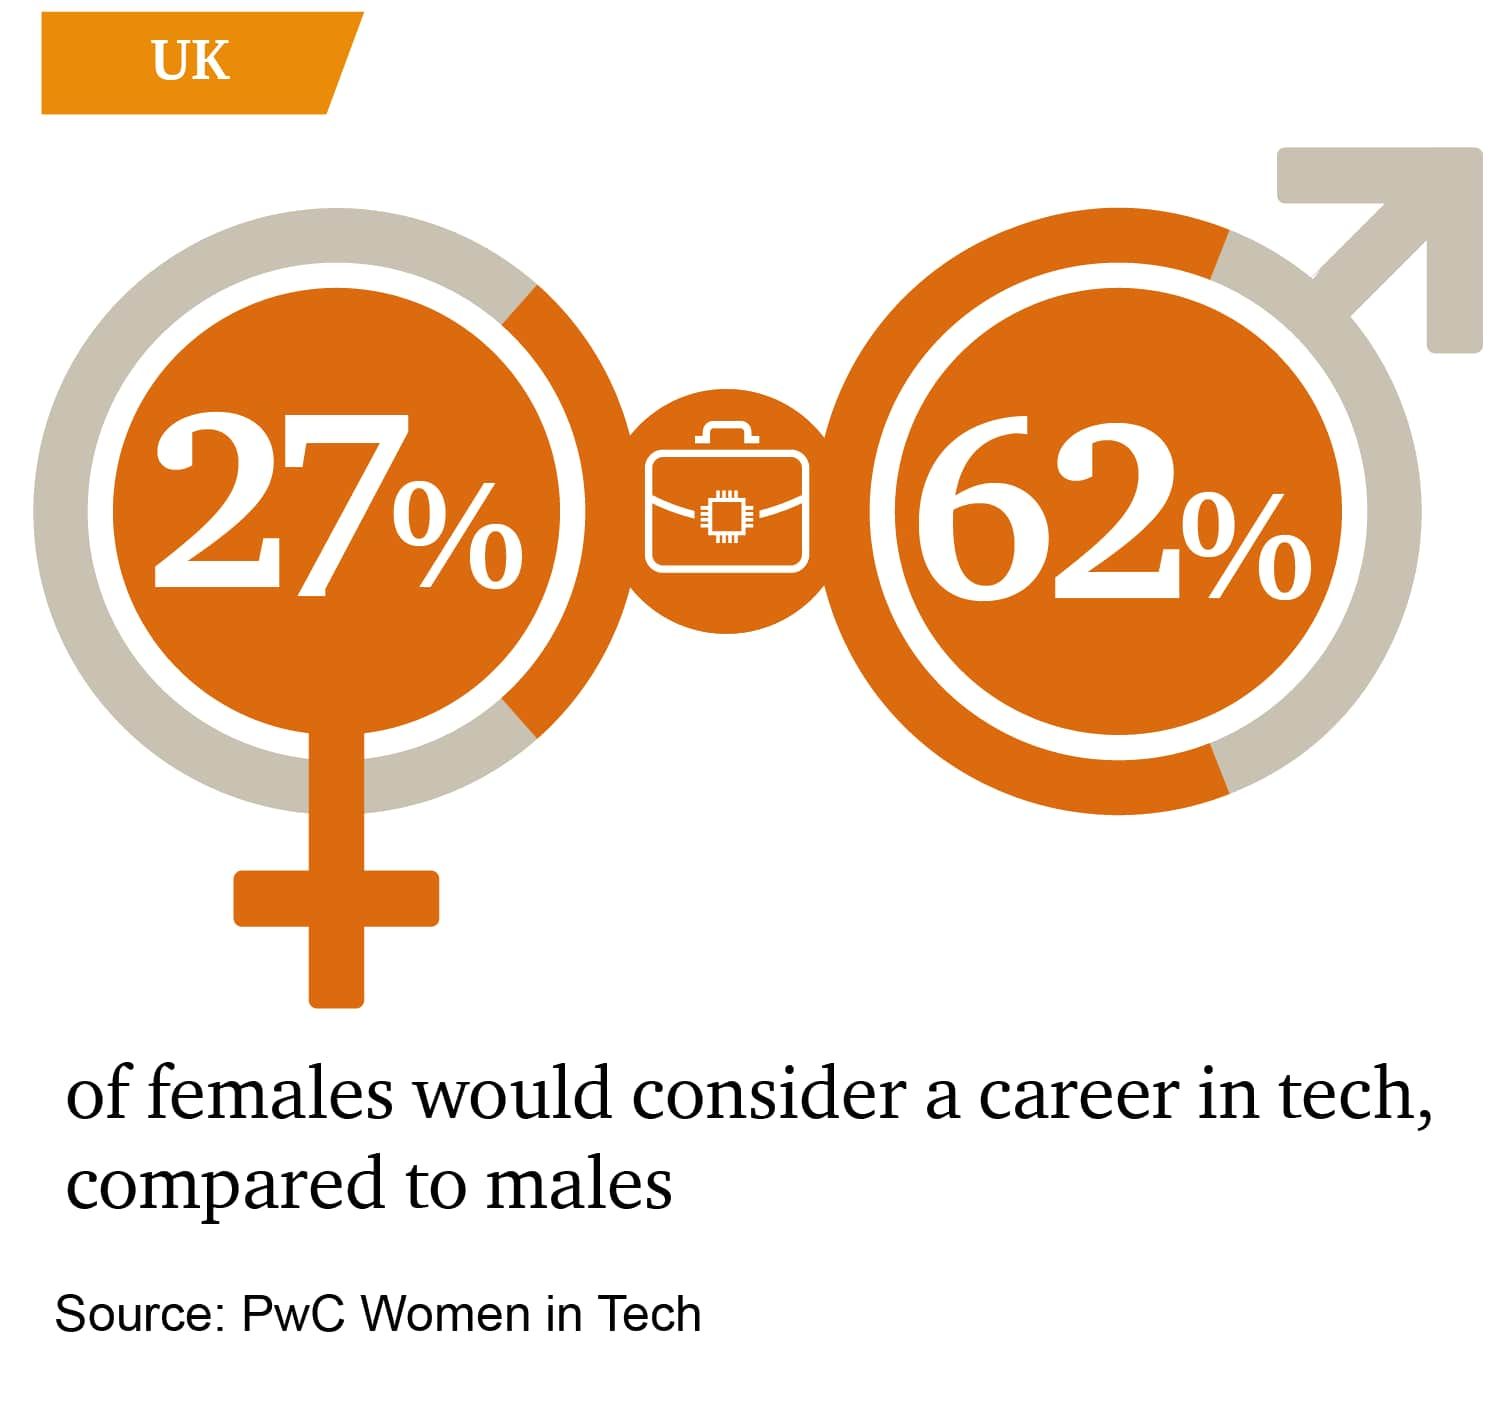 UK
27%
62%
of females would consider a career in tech,
compared to males
Source: PwC Women in Tech